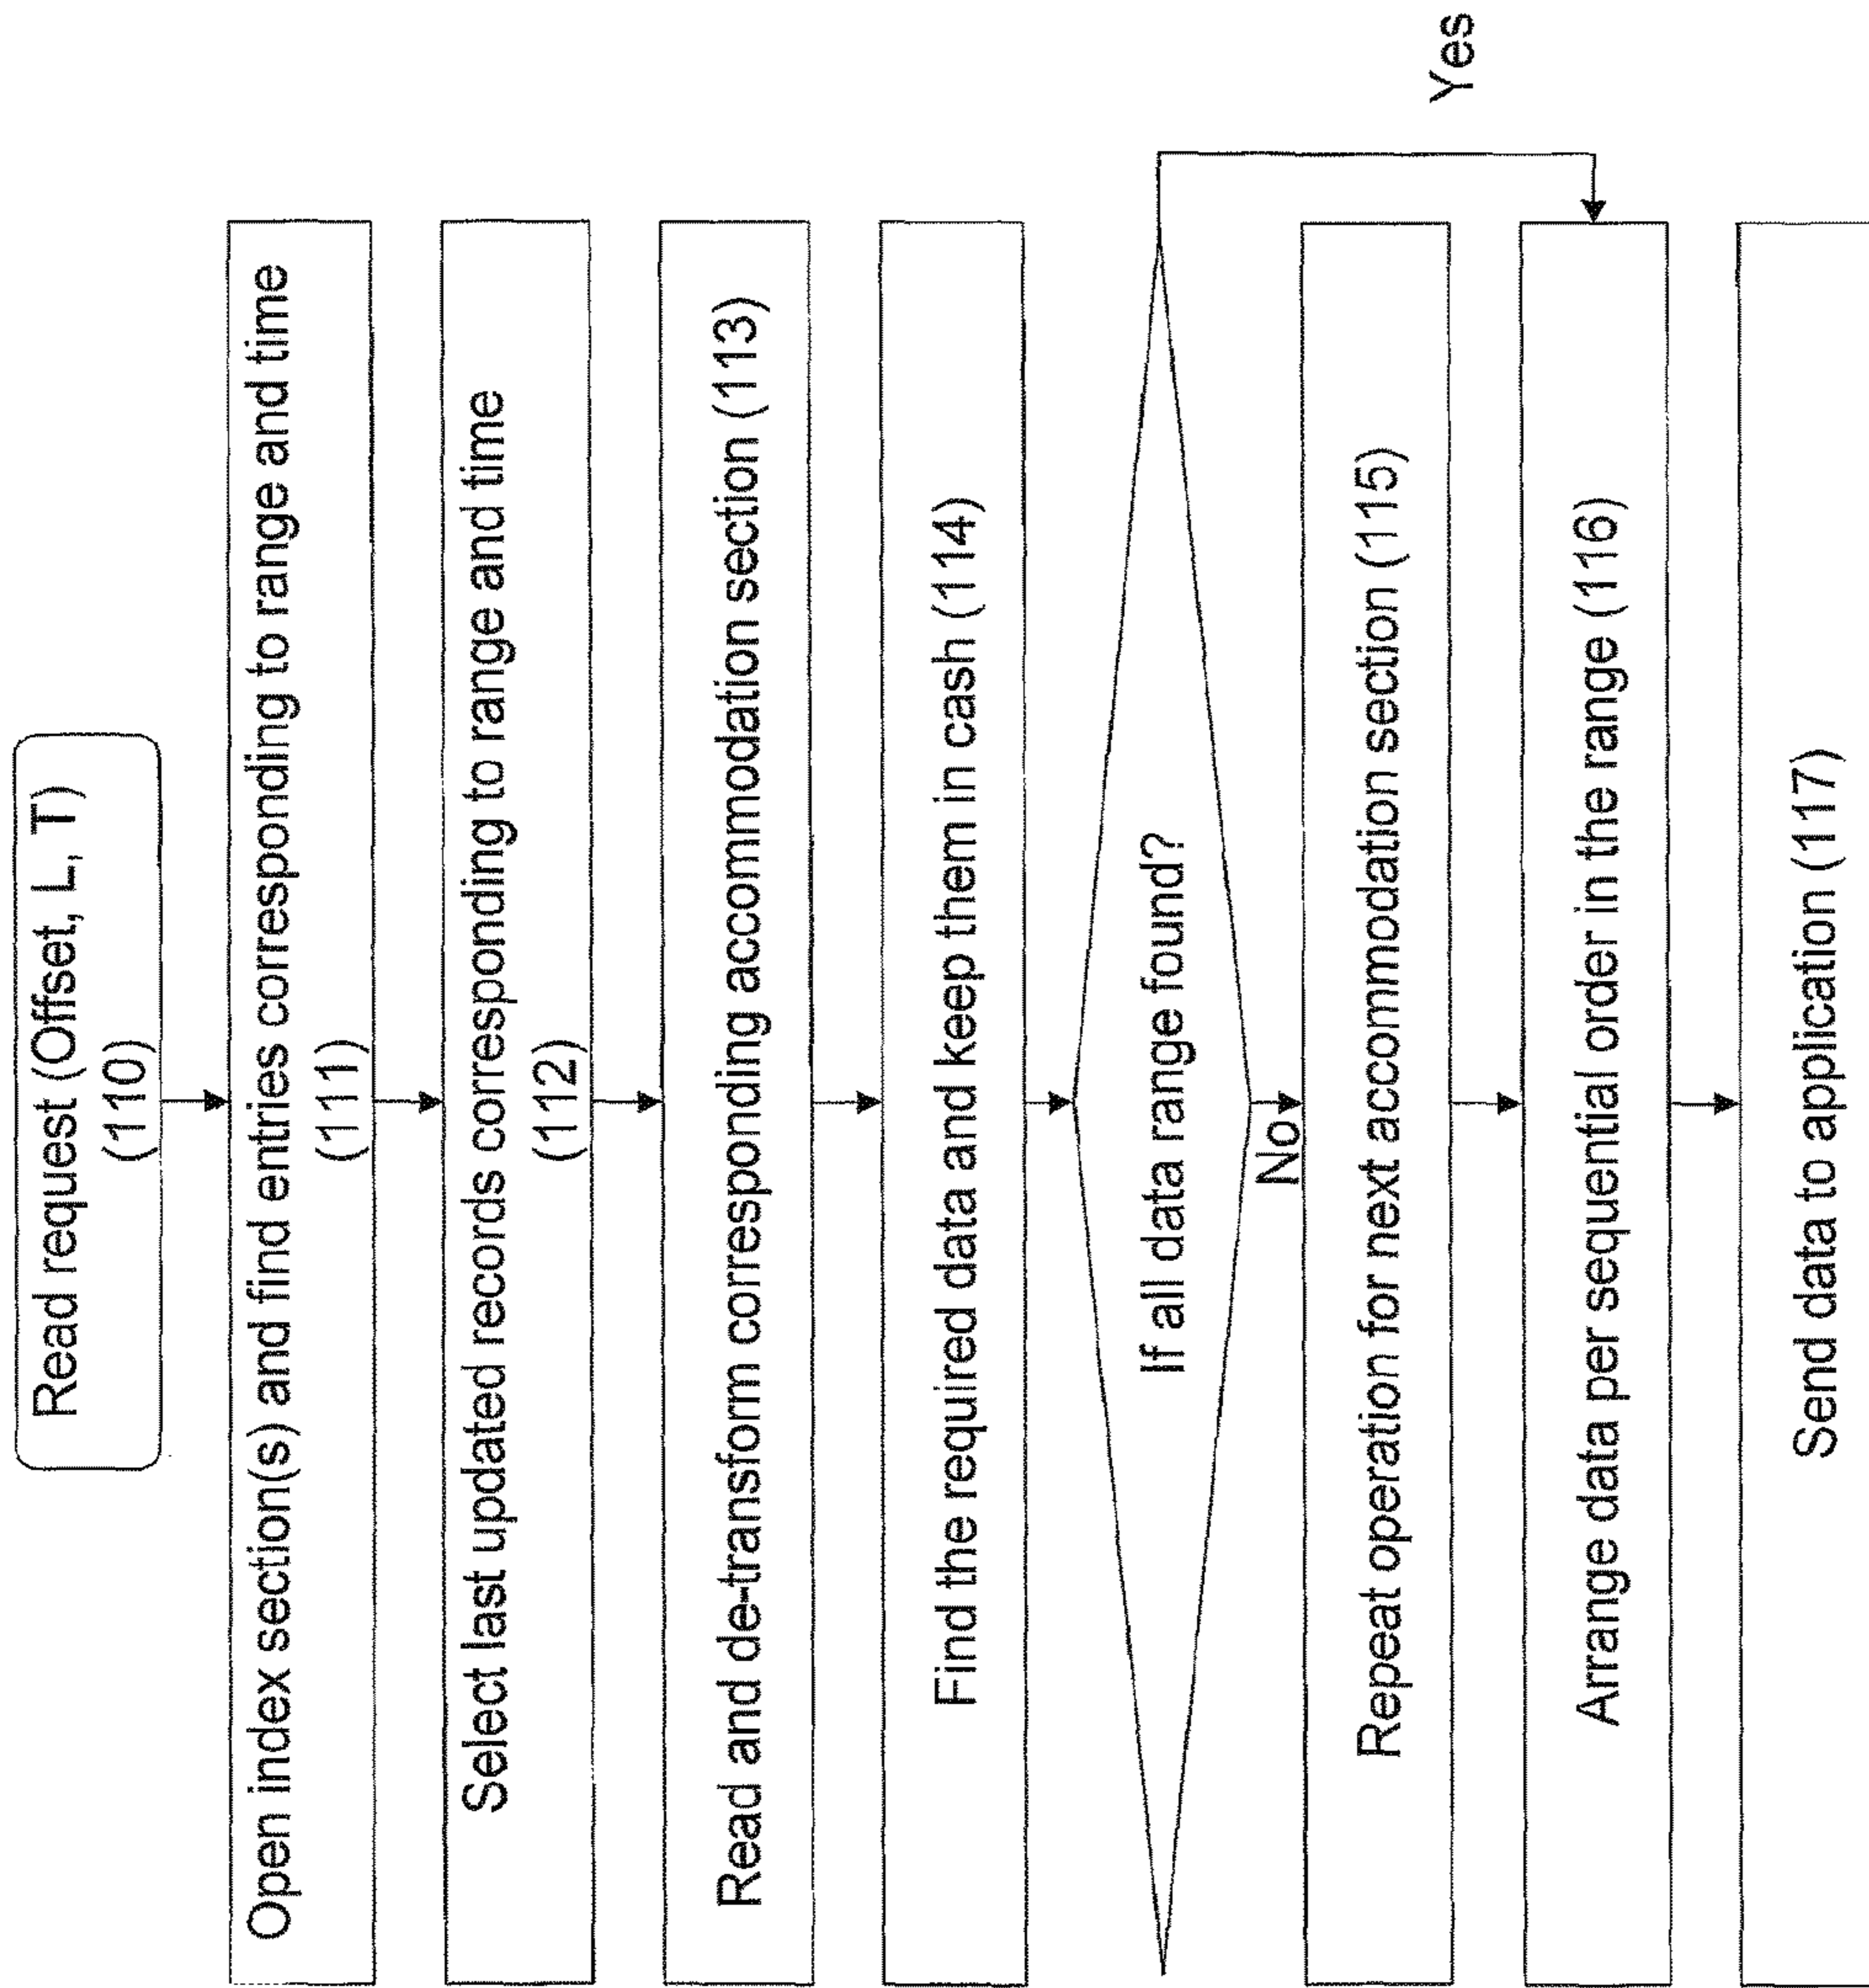 Read request (Offset, L, T)
(110)
Open index section(s) and find entries corresponding to range and time
(111)
Select last updated records corresponding to range and time
(112)
Read and de-transform corresponding accommodation section (113)
Find the required data and keep them in cash (114)
If all data range found?
Yes
No
Repeat operation for next accommodation section (115)
Arrange data per sequential order in the range (116)
Send data to application (117)